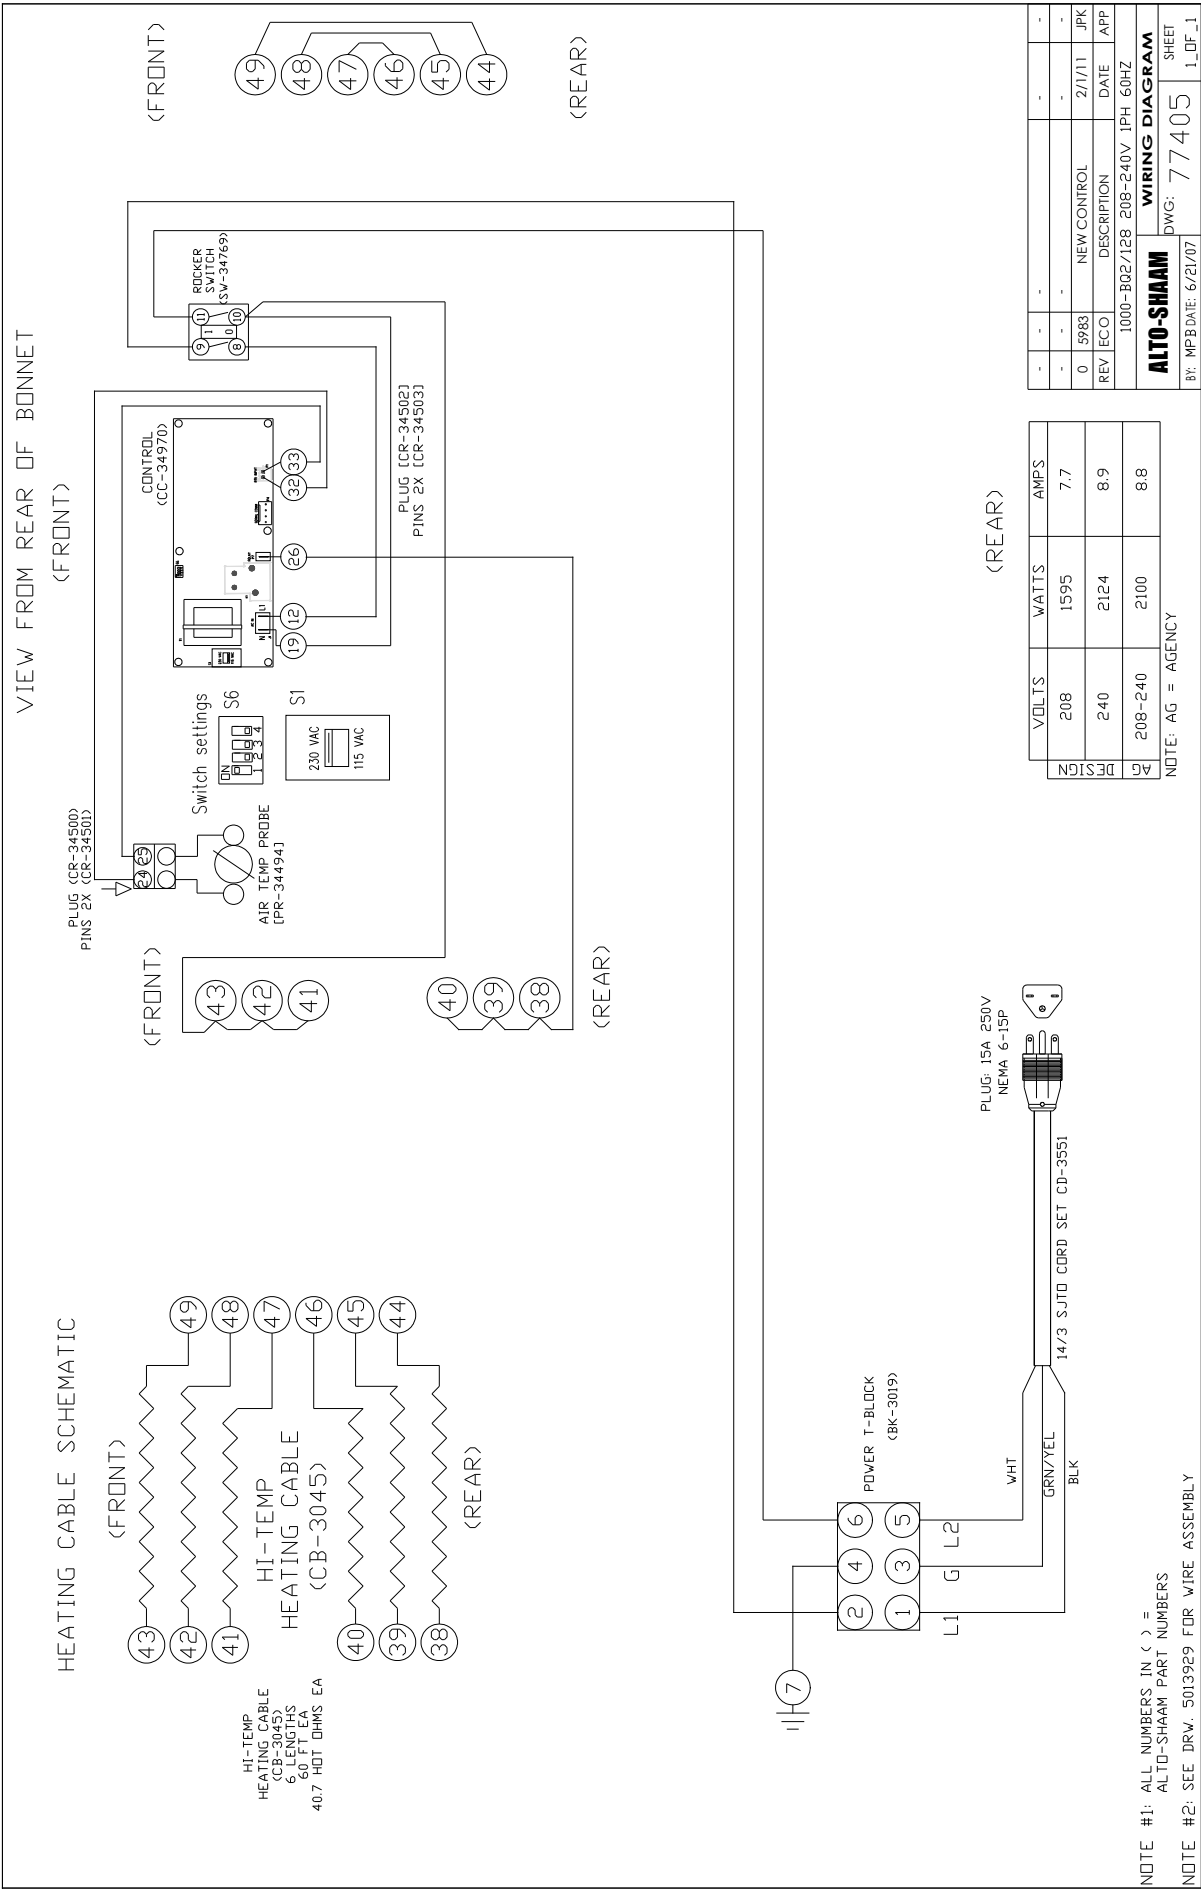 HEATING CABLE SCHEMATIC
(FRONT)
43
49
42
48
41
47
HI-TEMP
HEATING CABLE
(CB-3045)
40
46
39
45
38
44
(REAR)
HI-TEMP
HEATING CABLE
(CB-3045)
6 LENGTHS
60 FT EA
40.7 HOT OHMS EA
VIEW FROM REAR OF BONNET
(FRONT)
(FRONT)
43
42
41
40
39
38
(REAR)
PLUG (CR-34500)
PINS 2X (CR-34501)
24
25
AIR TEMP PROBE
[PR-34494]
Switch settings
ON
1 2 3 4
S6
230 VAC
115 VAC
S1
CONTROL
(CC-34970)
N
L1
19
12
26
32
33
PLUG [CR-34502]
PINS 2X [CR-34503]
ROCKER
SWITCH
(SW-34769)
9
11
1
0
8
10
(FRONT)
49
48
47
46
45
44
(REAR)
7
2
4
6
1
3
5
L1
G
L2
POWER T-BLOCK
(BK-3019)
WHT
GRN/YEL
BLK
14/3 SJTO CORD SET CD-3551
PLUG: 15A 250V
NEMA 6-15P
(REAR)
NOTE #1: ALL NUMBERS IN ( ) =
ALTO-SHAAM PART NUMBERS
NOTE #2: SEE DRW. 5013929 FOR WIRE ASSEMBLY
VOLTS WATTS AMPS
DESIGN
208 1595 7.7
240 2124 8.9
AG 208-240 2100 8.8
NOTE: AG = AGENCY
- - - - -
- - - - -
0 5983 NEW CONTROL 2/1/11 JPK
REV ECO DESCRIPTION DATE APP
1000-BQ2/128 208-240V 1PH 60HZ
ALTO-SHAAM
WIRING DIAGRAM
BY: MPB DATE: 6/21/07
DWG: 77405
SHEET
1_OF_1